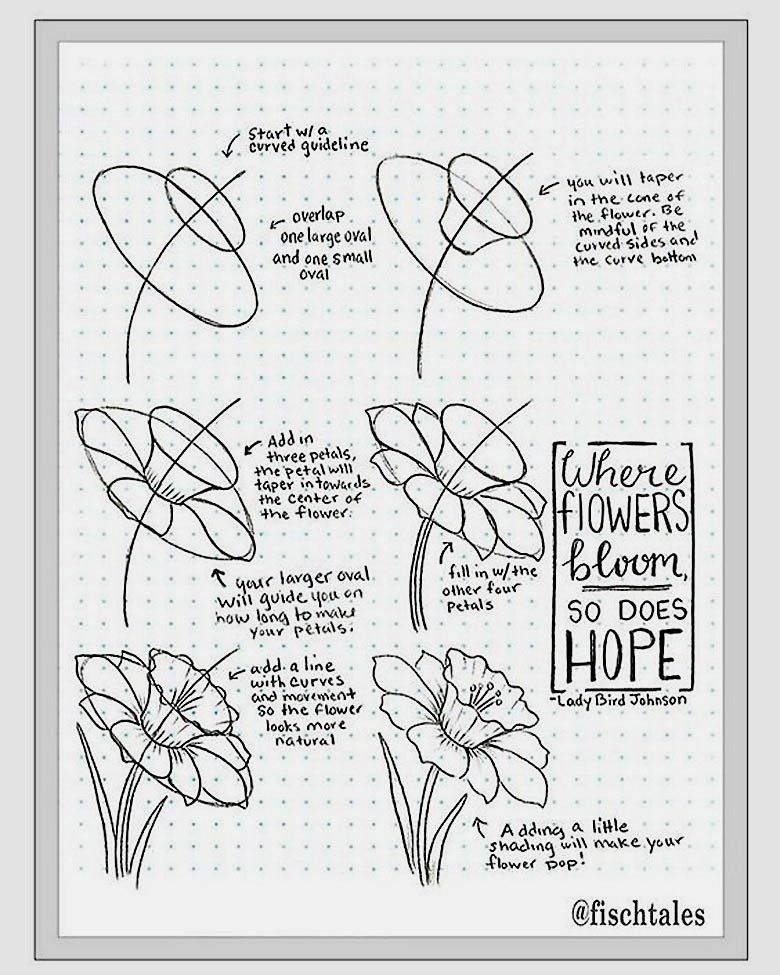 Start w/ a
curved guideline
overlap
one large oval
and one small
oval
you will taper
in the cone of
the flower. Be
mindful of the
curved sides and
the curve bottom
Add in
three petals,
the petal will
taper in towards
the center of
the flower.
your larger oval
will guide you on
how long to make
your petals.
fill in w/ the
other four
petals
Where
flOWERS
bloom,
SO DOES
HOPE
-Lady Bird Johnson
add a line
with curves
and movement
so the flower
looks more
natural
Adding a little
shading will make your
flower pop!
@fischtales